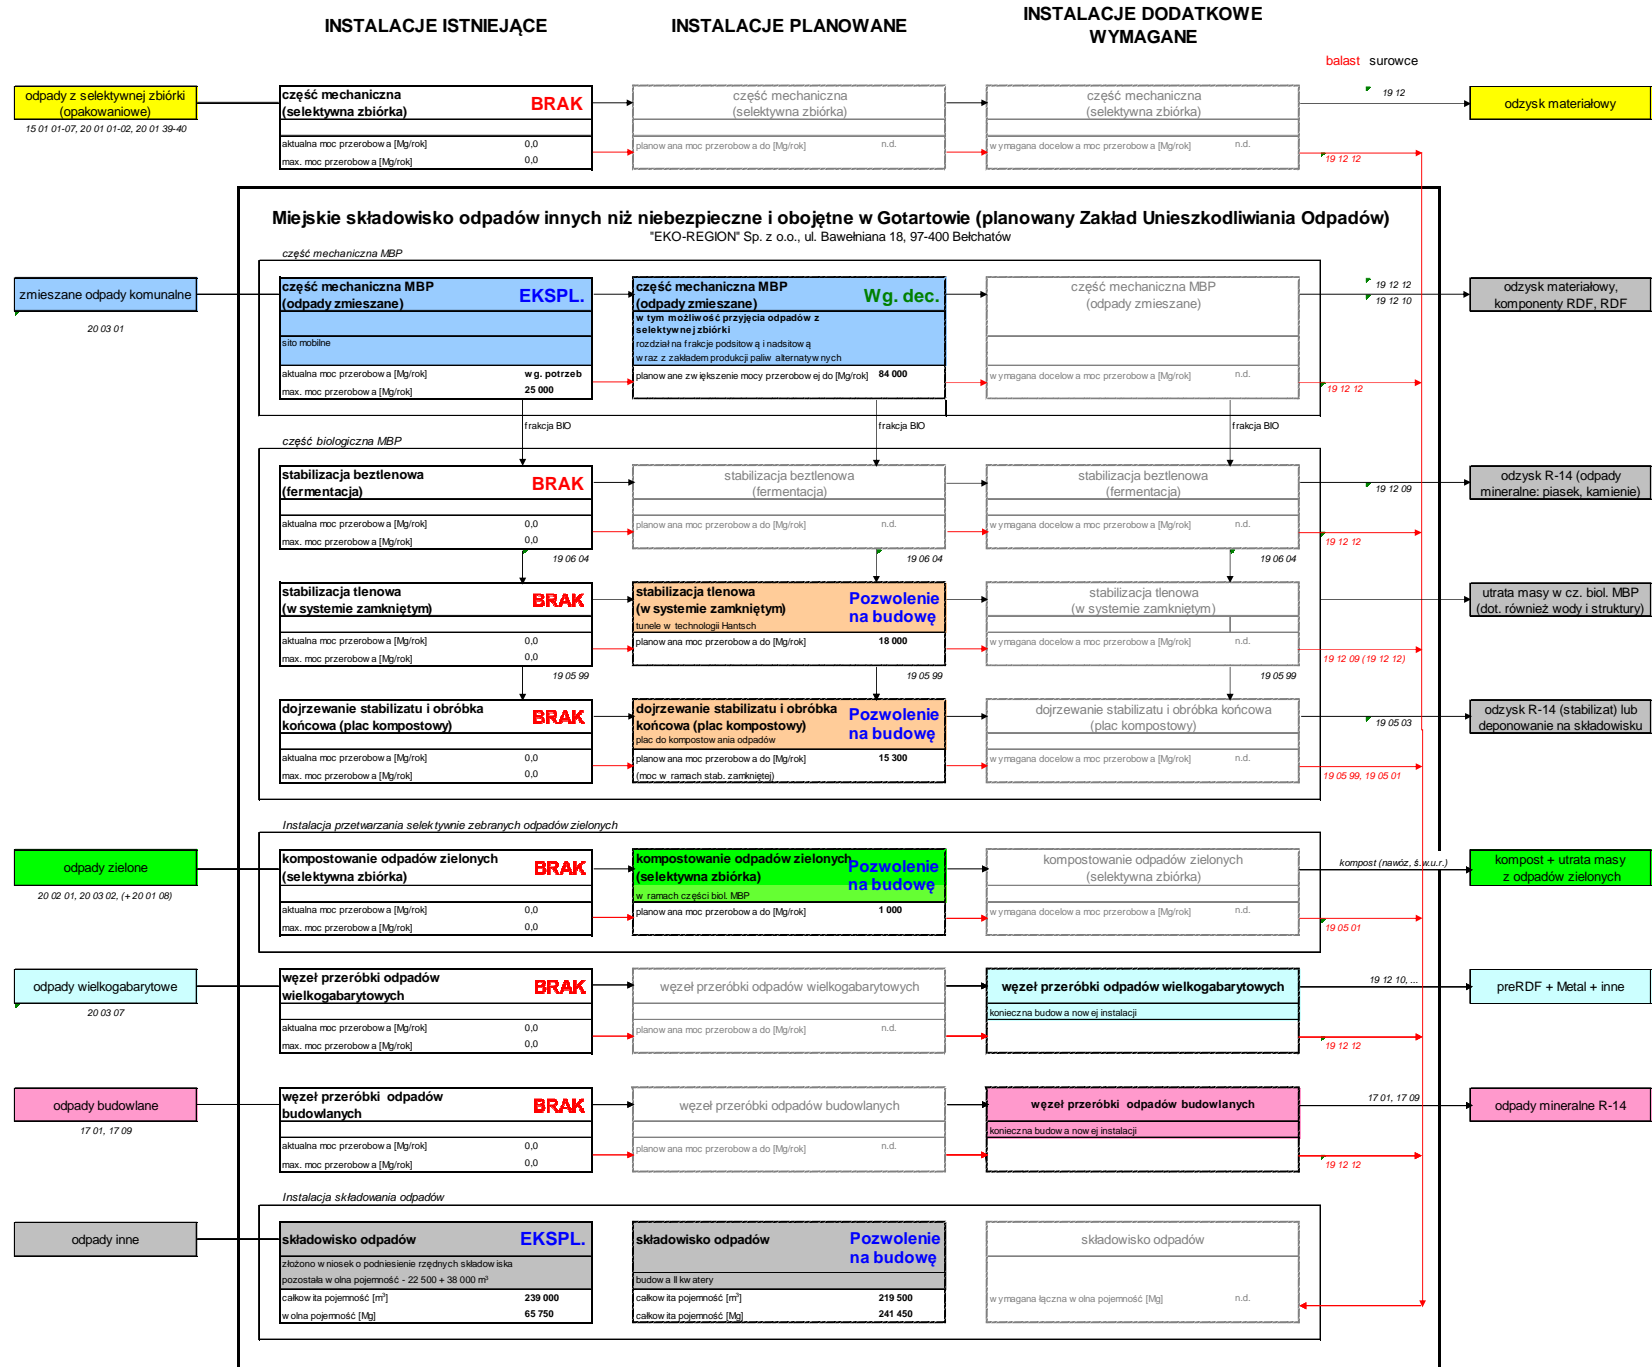 INSTALACJE ISTNIEJĄCE
INSTALACJE PLANOWANE
INSTALACJE DODATKOWE
WYMAGANE
balast surowce
odpady z selektywnej zbiórki
(opakowaniowe)
15 01 01-07, 20 01 01-02, 20 01 39-40
część mechaniczna
(selektywna zbiórka)
BRAK
aktualna moc przerobowa [Mg/rok] 0,0
max. moc przerobowa [Mg/rok] 0,0
część mechaniczna
(selektywna zbiórka)
planowana moc przerobowa do [Mg/rok] n.d.
część mechaniczna
(selektywna zbiórka)
wymagana docelowa moc przerobowa [Mg/rok] n.d.
19 12
19 12 12
odzysk materiałowy
Miejskie składowisko odpadów innych niż niebezpieczne i obojętne w Gotartowie (planowany Zakład Unieszkodliwiania Odpadów)
"EKO-REGION" Sp. z o.o., ul. Bawełniana 18, 97-400 Bełchatów
część mechaniczna MBP
zmieszane odpady komunalne
20 03 01
część mechaniczna MBP
(odpady zmieszane)
EKSPL.
sito mobilne
aktualna moc przerobowa [Mg/rok] wg. potrzeb
max. moc przerobowa [Mg/rok] 25 000
część mechaniczna MBP
(odpady zmieszane)
Wg. dec.
w tym możliwość przyjęcia odpadów z
selektywnej zbiórki
rozdział na frakcje podsitową i nadsitową
wraz z zakładem produkcji paliw alternatywnych
planowane zwiększenie mocy przerobowej do [Mg/rok] 84 000
część mechaniczna MBP
(odpady zmieszane)
wymagana docelowa moc przerobowa [Mg/rok] n.d.
19 12 12
19 12 10
19 12 12
odzysk materiałowy,
komponenty RDF, RDF
frakcja BIO
frakcja BIO
frakcja BIO
część biologiczna MBP
stabilizacja beztlenowa
(fermentacja)
BRAK
aktualna moc przerobowa [Mg/rok] 0,0
max. moc przerobowa [Mg/rok] 0,0
stabilizacja beztlenowa
(fermentacja)
planowana moc przerobowa do [Mg/rok] n.d.
stabilizacja beztlenowa
(fermentacja)
wymagana docelowa moc przerobowa [Mg/rok] n.d.
19 12 09
19 12 12
odzysk R-14 (odpady
mineralne: piasek, kamienie)
19 06 04
19 06 04
19 06 04
stabilizacja tlenowa
(w systemie zamkniętym)
BRAK
aktualna moc przerobowa [Mg/rok] 0,0
max. moc przerobowa [Mg/rok] 0,0
stabilizacja tlenowa
(w systemie zamkniętym)
Pozwolenie
na budowę
tunele w technologii Hantsch
planowana moc przerobowa do [Mg/rok] 18 000
stabilizacja tlenowa
(w systemie zamkniętym)
wymagana docelowa moc przerobowa [Mg/rok] n.d.
19 12 09 (19 12 12)
utrata masy w cz. biol. MBP
(dot. również wody i struktury)
19 05 99
19 05 99
19 05 99
dojrzewanie stabilizatu i obróbka
końcowa (plac kompostowy)
BRAK
aktualna moc przerobowa [Mg/rok] 0,0
max. moc przerobowa [Mg/rok] 0,0
dojrzewanie stabilizatu i obróbka
końcowa (plac kompostowy)
Pozwolenie
na budowę
plac do kompostowania odpadów
planowana moc przerobowa do [Mg/rok] 15 300
(moc w ramach stab. zamkniętej)
dojrzewanie stabilizatu i obróbka końcowa
(plac kompostowy)
wymagana docelowa moc przerobowa [Mg/rok] n.d.
19 05 03
19 05 99, 19 05 01
odzysk R-14 (stabilizat) lub
deponowanie na składowisku
Instalacja przetwarzania selektywnie zebranych odpadów zielonych
odpady zielone
20 02 01, 20 03 02, (+ 20 01 08)
kompostowanie odpadów zielonych
(selektywna zbiórka)
BRAK
aktualna moc przerobowa [Mg/rok] 0,0
max. moc przerobowa [Mg/rok] 0,0
kompostowanie odpadów zielonych
(selektywna zbiórka)
Pozwolenie
na budowę
w ramach części biol. MBP
planowana moc przerobowa do [Mg/rok] 1 000
kompostowanie odpadów zielonych
(selektywna zbiórka)
wymagana docelowa moc przerobowa [Mg/rok] n.d.
kompost (nawóz, ś.w.u.r.)
19 05 01
kompost + utrata masy
z odpadów zielonych
odpady wielkogabarytowe
20 03 07
węzeł przeróbki odpadów
wielkogabarytowych
BRAK
aktualna moc przerobowa [Mg/rok] 0,0
max. moc przerobowa [Mg/rok] 0,0
węzeł przeróbki odpadów wielkogabarytowych
planowana moc przerobowa do [Mg/rok] n.d.
węzeł przeróbki odpadów wielkogabarytowych
konieczna budowa nowej instalacji
19 12 10, ...
19 12 12
preRDF + Metal + inne
odpady budowlane
17 01, 17 09
węzeł przeróbki odpadów
budowlanych
BRAK
aktualna moc przerobowa [Mg/rok] 0,0
max. moc przerobowa [Mg/rok] 0,0
węzeł przeróbki odpadów budowlanych
planowana moc przerobowa do [Mg/rok] n.d.
węzeł przeróbki odpadów budowlanych
konieczna budowa nowej instalacji
17 01, 17 09
19 12 12
odpady mineralne R-14
Instalacja składowania odpadów
odpady inne
składowisko odpadów
EKSPL.
złożono wniosek o podniesienie rzędnych składowiska
pozostała wolna pojemność - 22 500 + 38 000 m³
całkowita pojemność [m³] 239 000
wolna pojemność [Mg] 65 750
składowisko odpadów
Pozwolenie
na budowę
budowa II kwatery
całkowita pojemność [m³] 219 500
całkowita pojemność [Mg] 241 450
składowisko odpadów
wymagana łączna wolna pojemność [Mg] n.d.